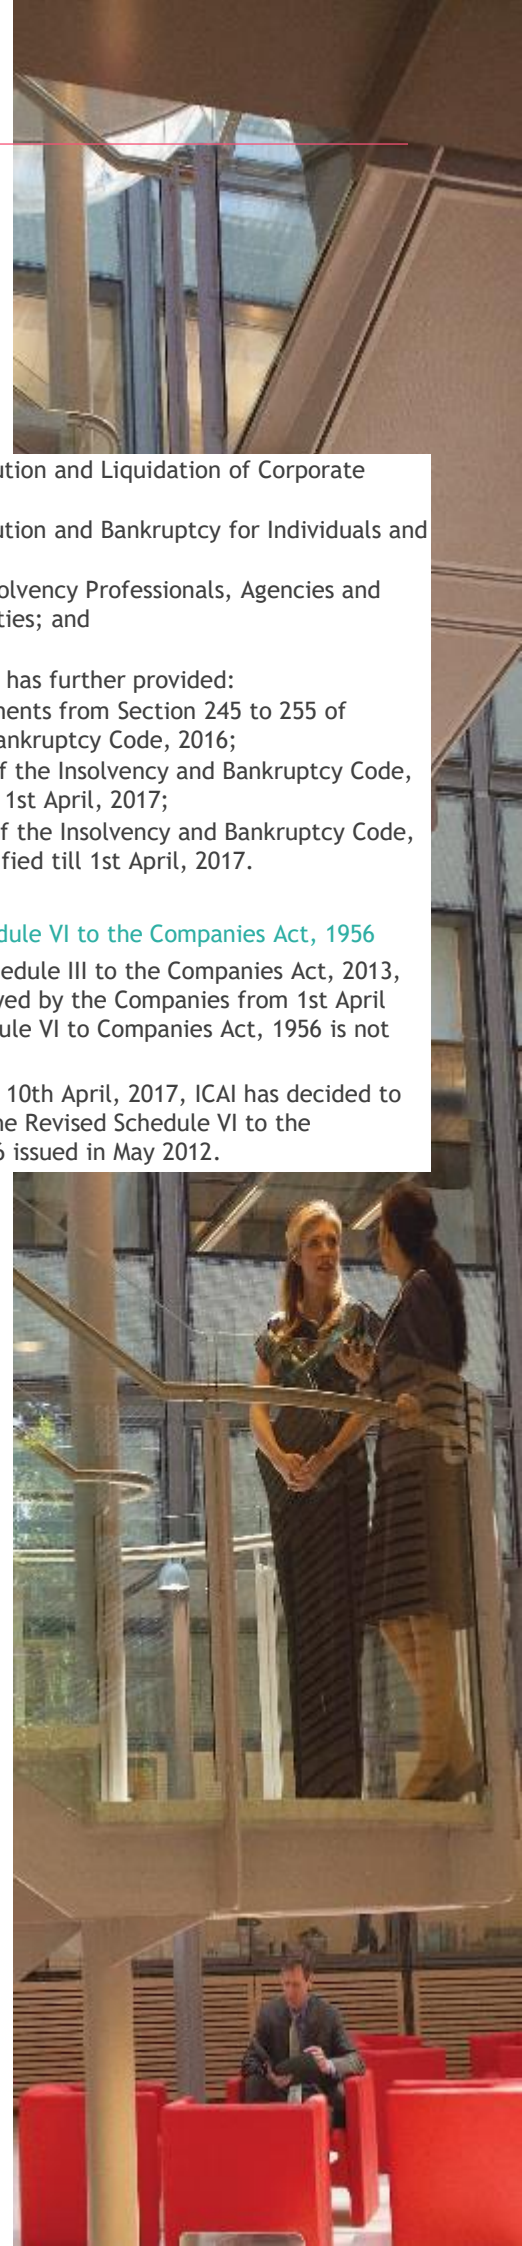 ution and Liquidation of Corporate
ution and Bankruptcy for Individuals and
olvency Professionals, Agencies and
ties; and
has further provided:
ments from Section 245 to 255 of
ankruptcy Code, 2016;
f the Insolvency and Bankruptcy Code,
1st April, 2017;
f the Insolvency and Bankruptcy Code,
fied till 1st April, 2017.
dule VI to the Companies Act, 1956
edule III to the Companies Act, 2013,
ved by the Companies from 1st April
ule VI to Companies Act, 1956 is not
10th April, 2017, ICAI has decided to
he Revised Schedule VI to the
6 issued in May 2012.